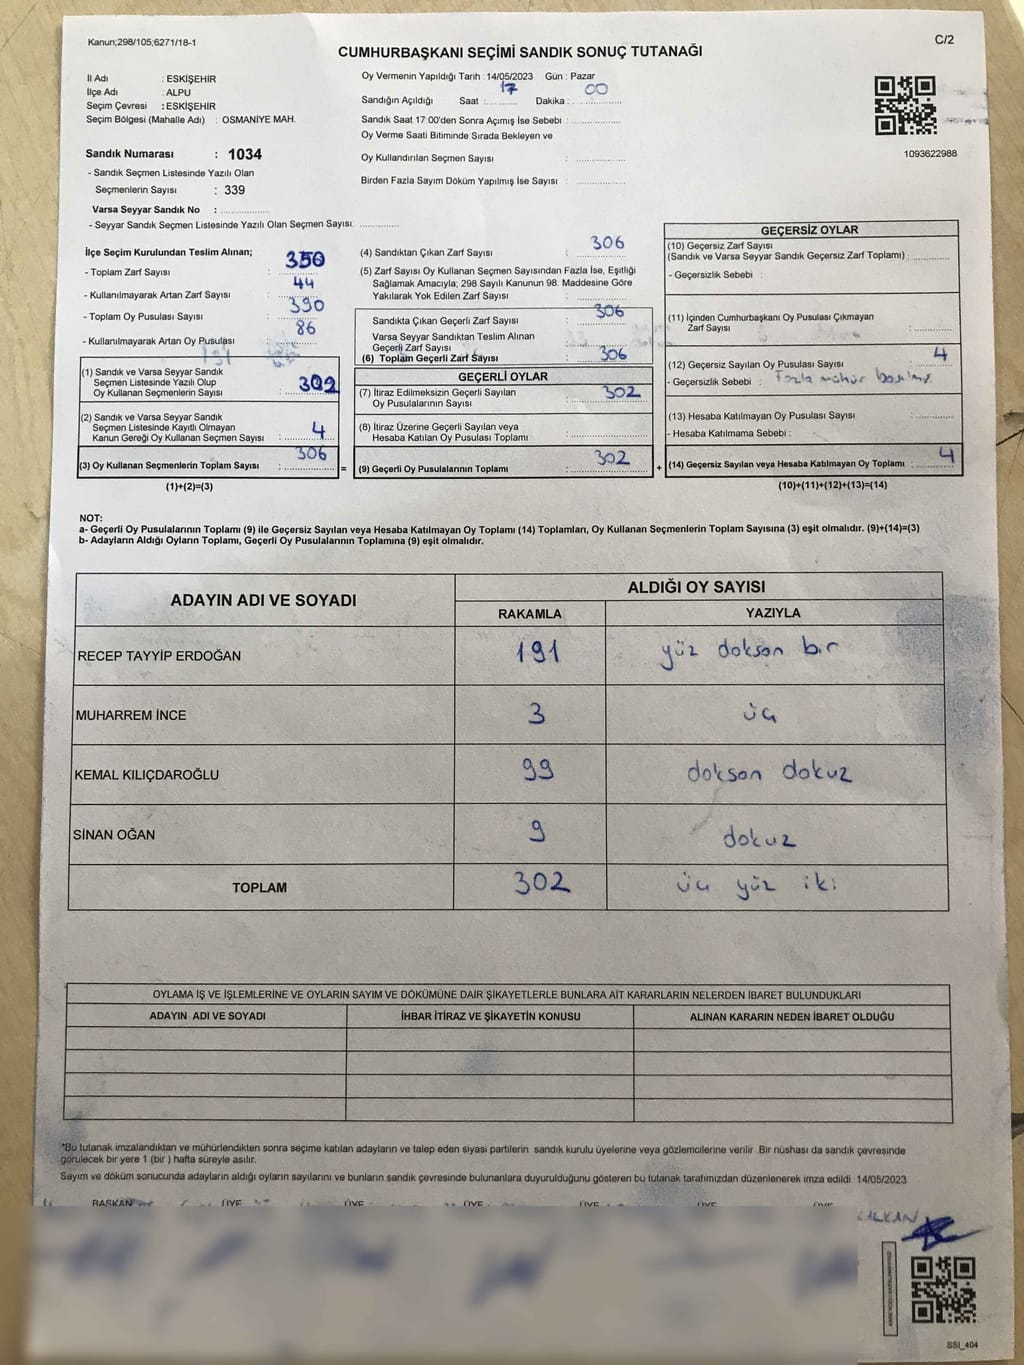 Kanun;298/105;6271/18-1
C/2
CUMHURBAŞKANI SEÇİMİ SANDIK SONUÇ TUTANAĞI
İl Adı : ESKİŞEHİR
İlçe Adı : ALPU
Seçim Çevresi : ESKİŞEHİR
Seçim Bölgesi (Mahalle Adı) : OSMANİYE MAH.
Oy Vermenin Yapıldığı Tarih : 14/05/2023 Gün : Pazar
Sandığın Açıldığı Saat : 17 Dakika : 00
Sandık Saat 17:00'den Sonra Açımış İse Sebebi :
Oy Verme Saati Bitiminde Sırada Bekleyen ve
Oy Kullandırılan Seçmen Sayısı :
Birden Fazla Sayım Döküm Yapılmış İse Sayısı :
1093622988
Sandık Numarası : 1034
- Sandık Seçmen Listesinde Yazılı Olan
Seçmenlerin Sayısı : 339
Varsa Seyyar Sandık No :
- Seyyar Sandık Seçmen Listesinde Yazılı Olan Seçmen Sayısı:
İlçe Seçim Kurulundan Teslim Alınan;
- Toplam Zarf Sayısı : 350
- Kullanılmayarak Artan Zarf Sayısı : 44
- Toplam Oy Pusulası Sayısı : 390
- Kullanılmayarak Artan Oy Pusulası : 86
(1) Sandık ve Varsa Seyyar Sandık
Seçmen Listesinde Yazılı Olup
Oy Kullanan Seçmenlerin Sayısı : 302
(2) Sandık ve Varsa Seyyar Sandık
Seçmen Listesinde Kayıtlı Olmayan
Kanun Gereği Oy Kullanan Seçmen Sayısı : 4
(3) Oy Kullanan Seçmenlerin Toplam Sayısı : 306
(1)+(2)=(3)
=
(4) Sandıktan Çıkan Zarf Sayısı : 306
(5) Zarf Sayısı Oy Kullanan Seçmen Sayısından Fazla İse, Eşitliği
Sağlamak Amacıyla; 298 Sayılı Kanunun 98. Maddesine Göre
Yakılarak Yok Edilen Zarf Sayısı :
Sandıkta Çıkan Geçerli Zarf Sayısı : 306
Varsa Seyyar Sandıktan Teslim Alınan
Geçerli Zarf Sayısı :
(6) Toplam Geçerli Zarf Sayısı : 306
GEÇERLİ OYLAR
(7) İtiraz Edilmeksizin Geçerli Sayılan
Oy Pusulalarının Sayısı : 302
(8) İtiraz Üzerine Geçerli Sayılan veya
Hesaba Katılan Oy Pusulası Toplamı :
(9) Geçerli Oy Pusulalarının Toplamı : 302
+
GEÇERSİZ OYLAR
(10) Geçersiz Zarf Sayısı
(Sandık ve Varsa Seyyar Sandık Geçersiz Zarf Toplamı) :
- Geçersizlik Sebebi :
(11) İçinden Cumhurbaşkanı Oy Pusulası Çıkmayan
Zarf Sayısı :
(12) Geçersiz Sayılan Oy Pusulası Sayısı : 4
- Geçersizlik Sebebi : Fazla mühür
(13) Hesaba Katılmayan Oy Pusulası Sayısı :
- Hesaba Katılmama Sebebi :
(14) Geçersiz Sayılan veya Hesaba Katılmayan Oy Toplamı : 4
(10)+(11)+(12)+(13)=(14)
NOT:
a- Geçerli Oy Pusulalarının Toplamı (9) ile Geçersiz Sayılan veya Hesaba Katılmayan Oy Toplamı (14) Toplamları, Oy Kullanan Seçmenlerin Toplam Sayısına (3) eşit olmalıdır. (9)+(14)=(3)
b- Adayların Aldığı Oyların Toplamı, Geçerli Oy Pusulalarının Toplamına (9) eşit olmalıdır.
ADAYIN ADI VE SOYADI
ALDIĞI OY SAYISI
RAKAMLA YAZIYLA
RECEP TAYYİP ERDOĞAN 191 yüz doksan bir
MUHARREM İNCE 3 üç
KEMAL KILIÇDAROĞLU 99 doksan dokuz
SİNAN OĞAN 9 dokuz
TOPLAM 302 üç yüz iki
OYLAMA İŞ VE İŞLEMLERİNE VE OYLARIN SAYIM VE DÖKÜMÜNE DAİR ŞİKAYETLERLE BUNLARA AİT KARARLARIN NELERDEN İBARET BULUNDUKLARI
ADAYIN ADI VE SOYADI İHBAR İTİRAZ VE ŞİKAYETİN KONUSU ALINAN KARARIN NEDEN İBARET OLDUĞU
*Bu tutanak imzalandıktan ve mühürlendikten sonra seçime katılan adayların ve talep eden siyasi partilerin sandık kurulu üyelerine veya gözlemcilerine verilir. Bir nüshası da sandık çevresinde
görülecek bir yere 1 (bir) hafta süreyle asılır.
Sayım ve döküm sonucunda adayların aldığı oyların sayılarını ve bunların sandık çevresinde bulunanlara duyurulduğunu gösteren bu tutanak tarafımızdan düzenlenerek imza edildi 14/05/2023
BAŞKAN ÜYE ÜYE ÜYE ÜYE ÜYE ÜYE
SSİ_404